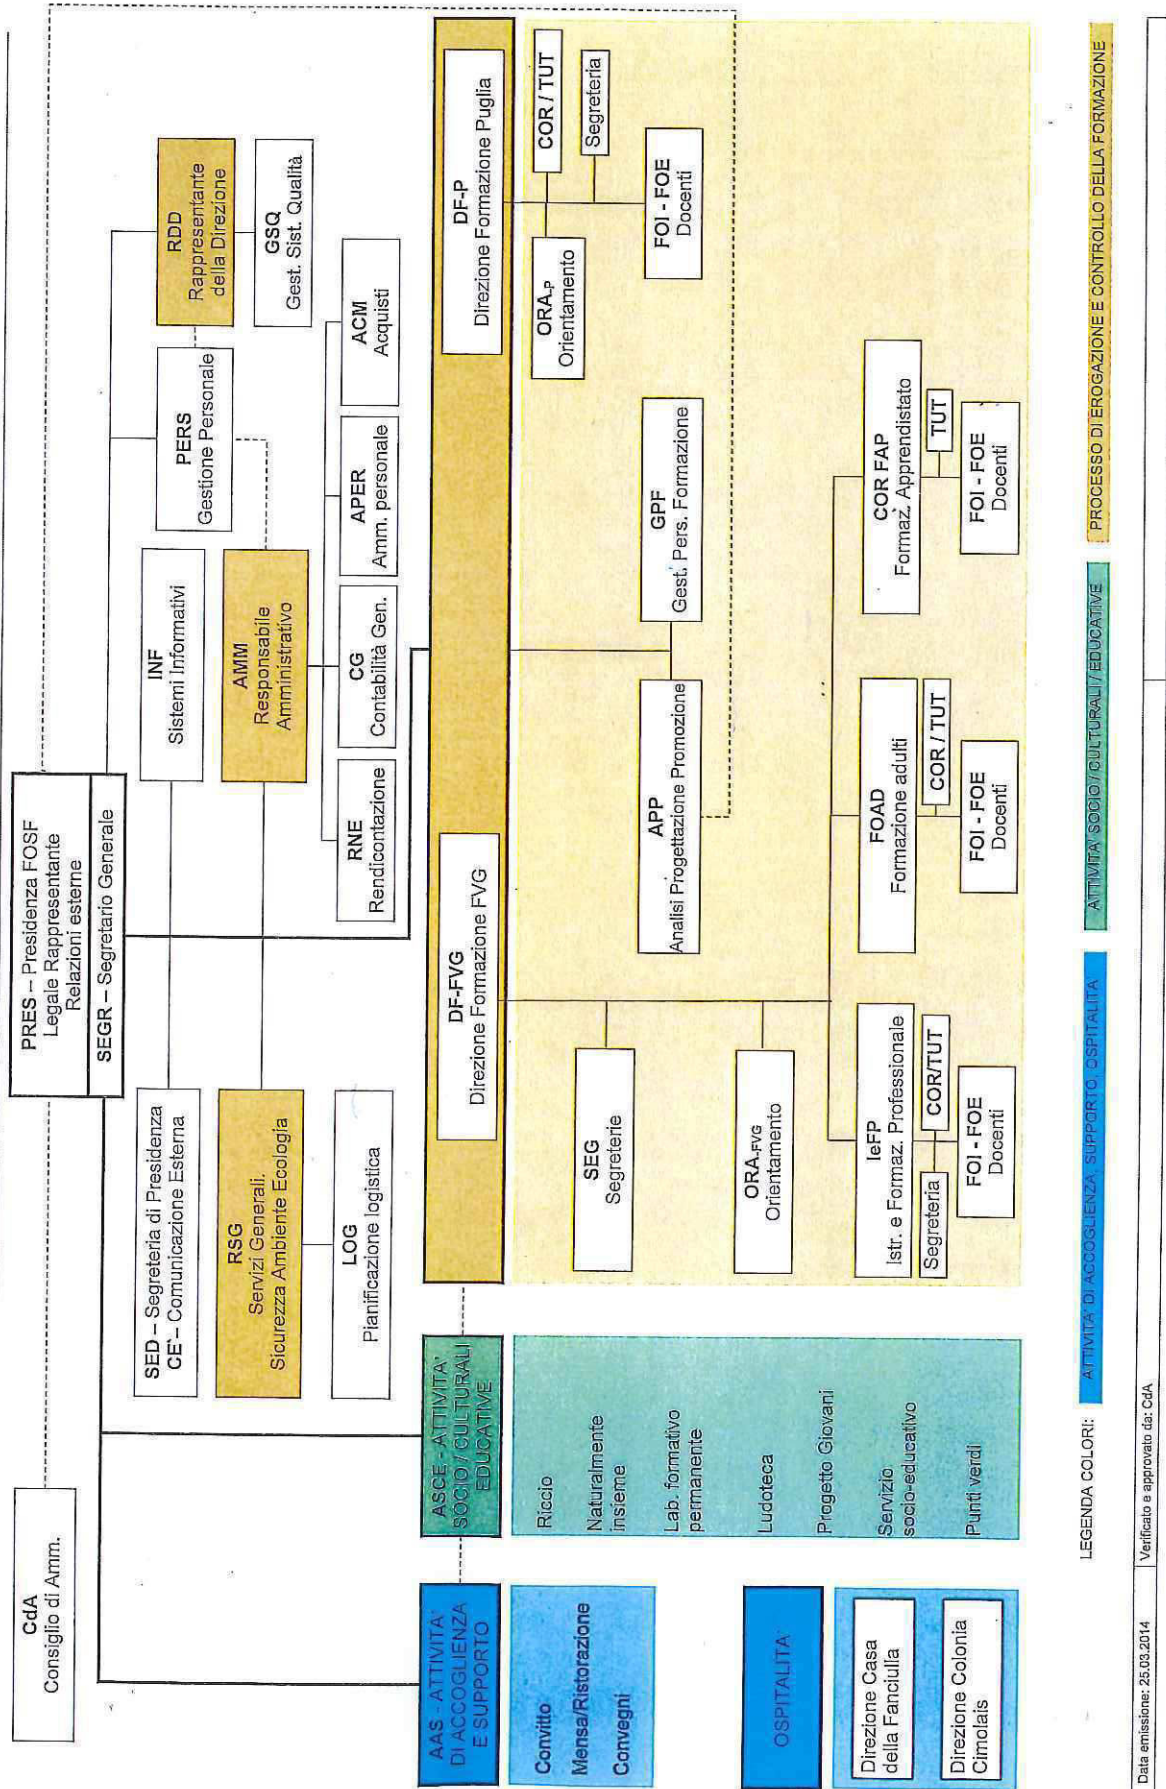 CdA
Consiglio di Amm.
PRES – Presidenza FOSF
Legale Rappresentante
Relazioni esterne
SEGR – Segretario Generale
SED – Segreteria di Presidenza
CE – Comunicazione Esterna
INF
Sistemi Informativi
PERS
Gestione Personale
RDD
Rappresentante
della Direzione
GSQ
Gest. Sist. Qualità
RSG
Servizi Generali.
Sicurezza Ambiente Ecologia
LOG
Pianificazione logistica
AMM
Responsabile
Amministrativo
RNE
Rendicontazione
CG
Contabilità Gen.
APER
Amm. personale
ACM
Acquisti
AAS - ATTIVITA'
DI ACCOGLIENZA
E SUPPORTO
ASCE - ATTIVITA'
SOCIO / CULTURALI
EDUCATIVE
DF-FVG
Direzione Formazione FVG
DF-P
Direzione Formazione Puglia
Convitto
Mensa/Ristorazione
Convegni
OSPITALITA'
Direzione Casa
della Fanciulla
Direzione Colonia
Cimolais
Riccio
Naturalmente
insieme
Lab. formativo
permanente
Ludoteca
Progetto Giovani
Servizio
socio-educativo
Punti verdi
SEG
Segreterie
ORA-FVG
Orientamento
APP
Analisi Progettazione Promozione
GPF
Gest. Pers. Formazione
ORA-P
Orientamento
COR / TUT
Segreteria
FOI - FOE
Docenti
IeFP
Istr. e Formaz. Professionale
Segreteria
COR/TUT
FOI - FOE
Docenti
FOAD
Formazione adulti
COR / TUT
FOI - FOE
Docenti
COR FAP
Formaz. Apprendistato
TUT
FOI - FOE
Docenti
LEGENDA COLORI:
ATTIVITA' DI ACCOGLIENZA, SUPPORTO, OSPITALITA'
ATTIVITA' SOCIO / CULTURALI / EDUCATIVE
PROCESSO DI EROGAZIONE E CONTROLLO DELLA FORMAZIONE
Data emissione: 25.03.2014
Verificato e approvato da: CdA